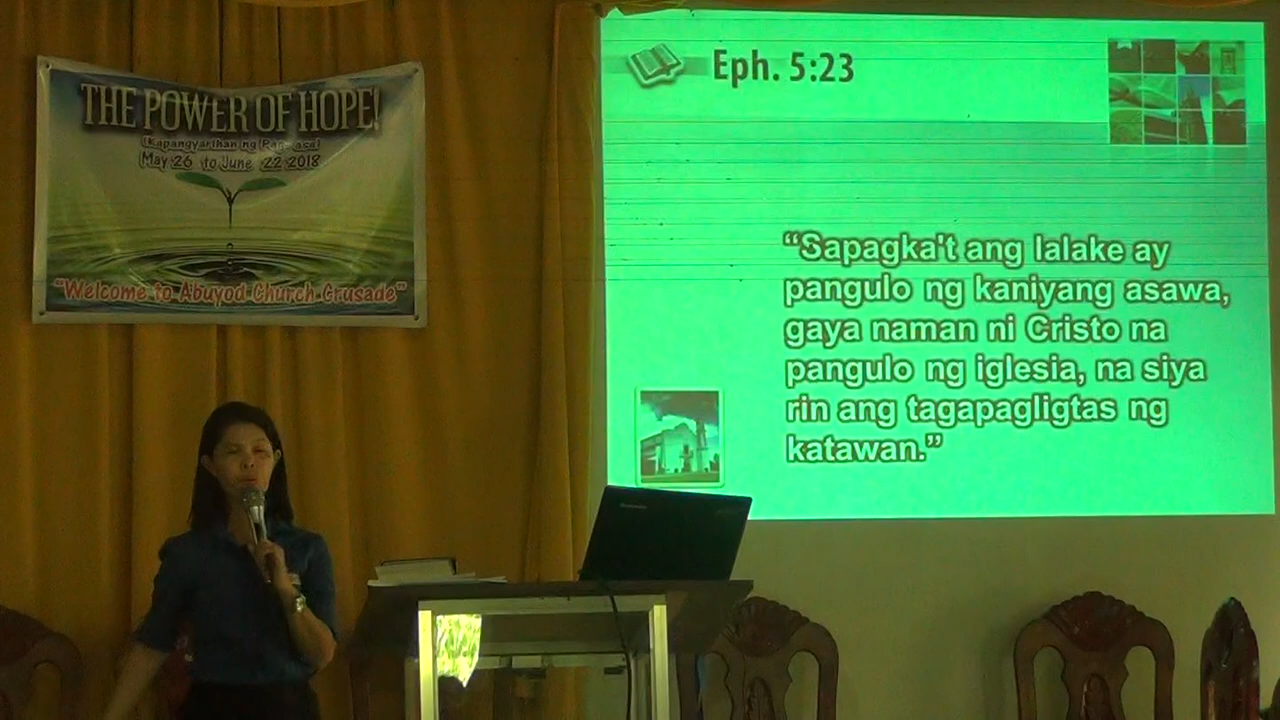 THE POWER OF HOPE!
(Kapangyarihan ng Pag-asa)
May 26 to June 22 2018
"Welcome to Abuyod Church Crusade"
Eph. 5:23
“Sapagka't ang lalake ay
pangulo ng kaniyang asawa,
gaya naman ni Cristo na
pangulo ng iglesia, na siya
rin ang tagapagligtas ng
katawan.”